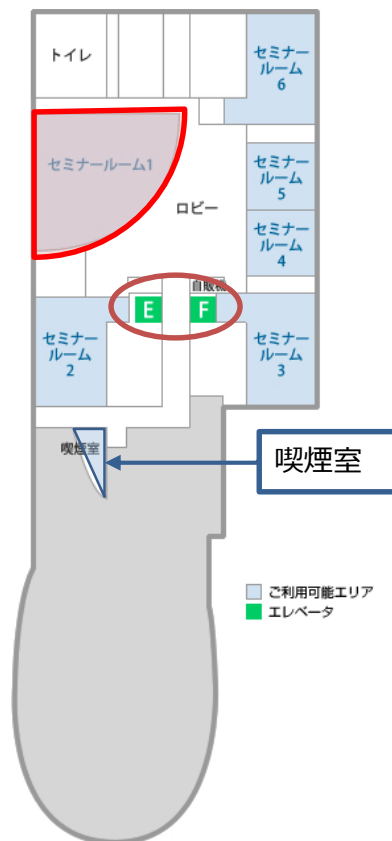 トイレ
セミナー
ルーム
6
セミナールーム1
セミナー
ルーム
5
ロビー
セミナー
ルーム
4
自販機
E
F
セミナー
ルーム
2
セミナー
ルーム
3
喫煙室
喫煙室
ご利用可能エリア
エレベータ